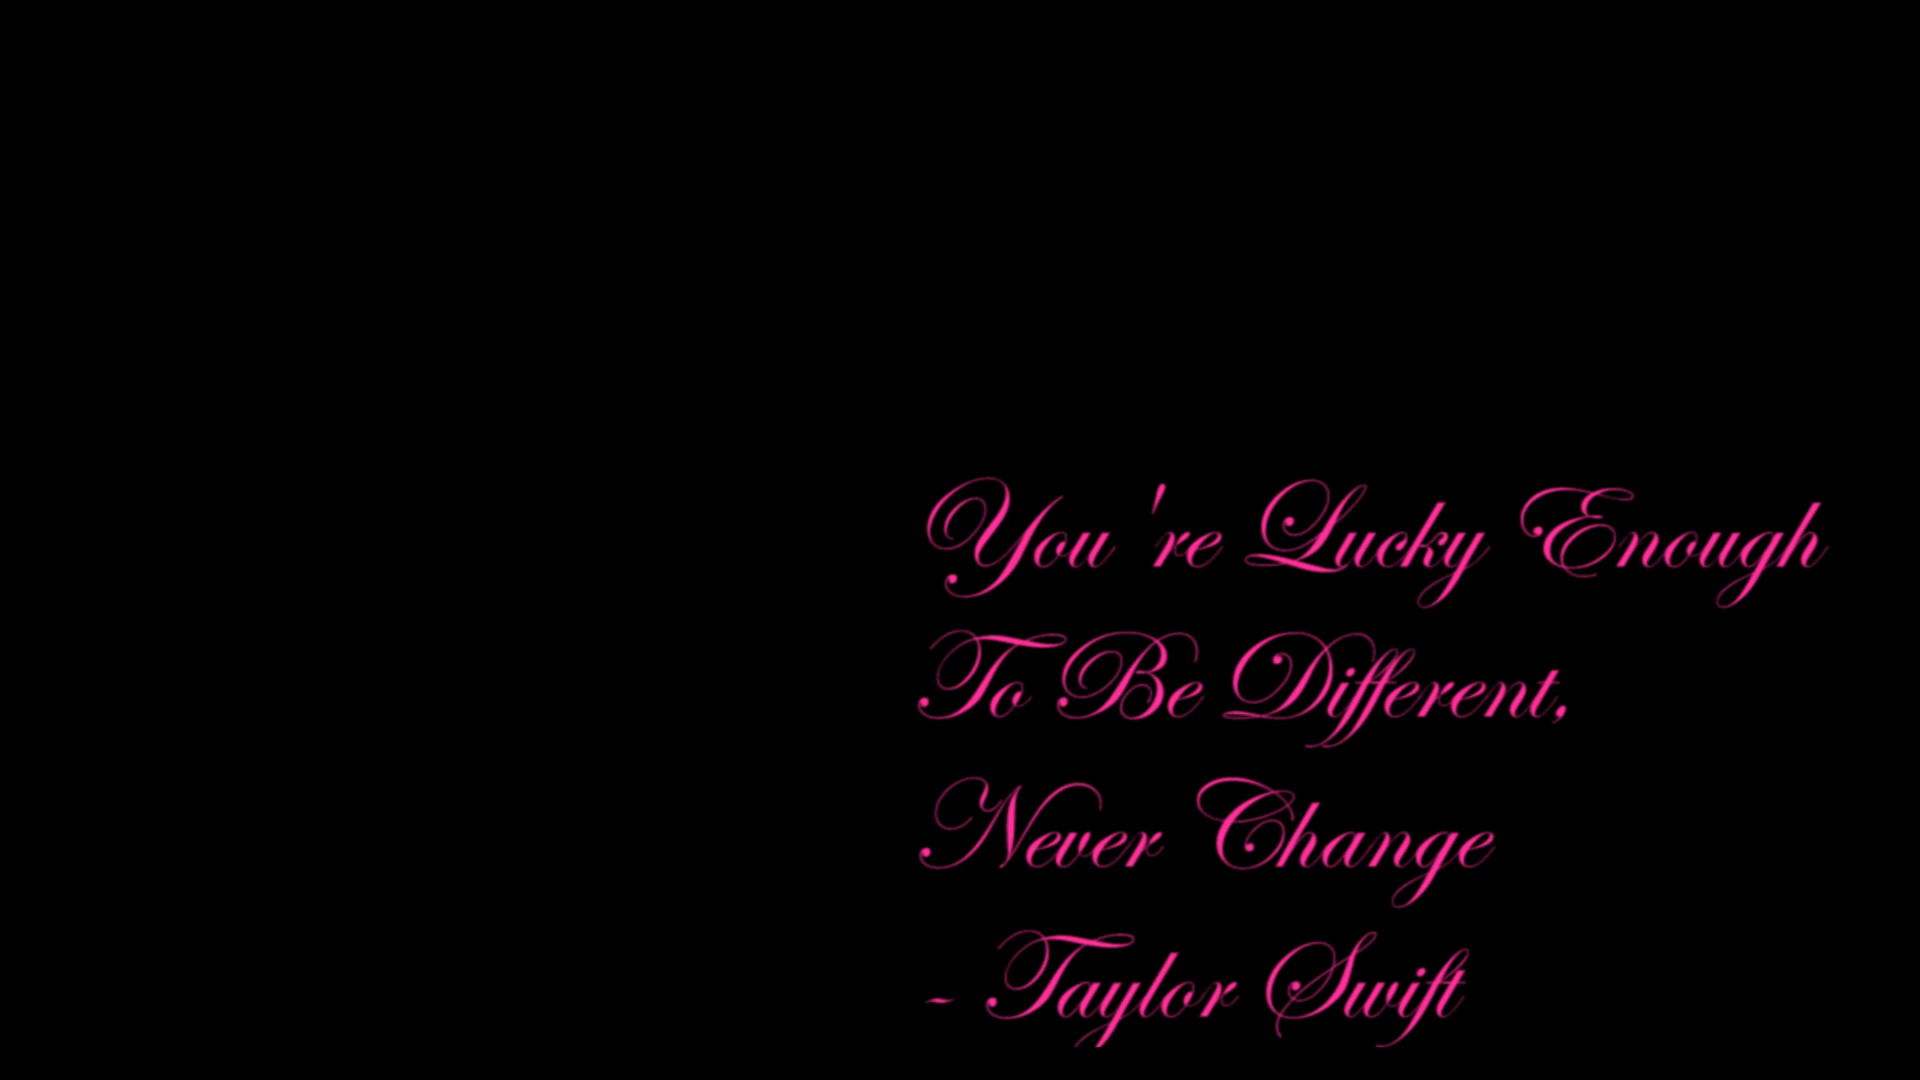 You're Lucky Enough
To Be Different,
Never Change
- Taylor Swift